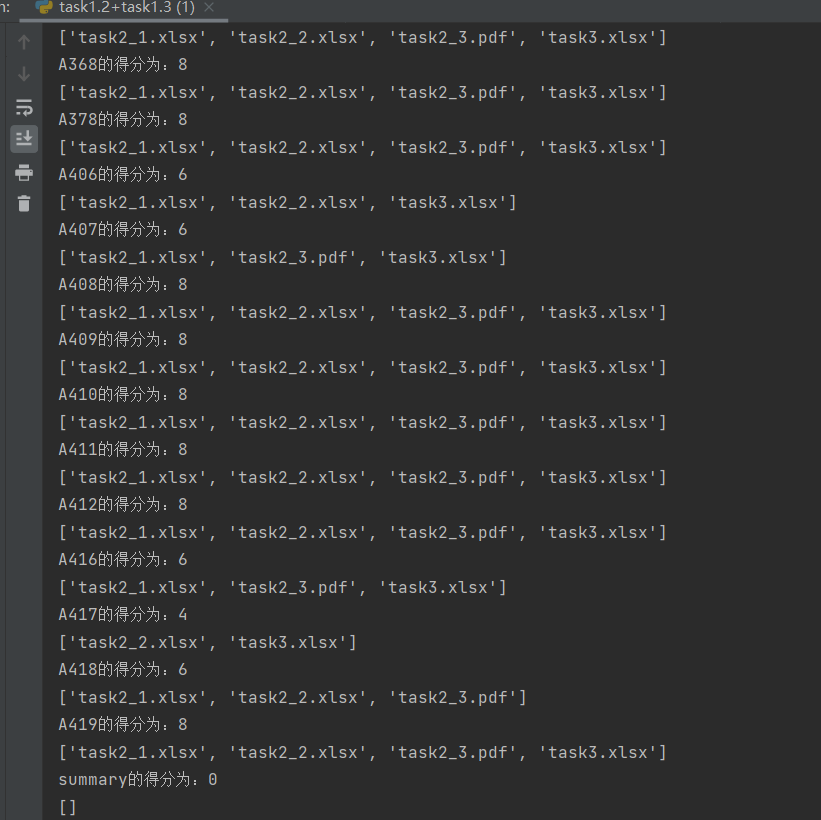 n:
task1.2+task1.3 (1)
['task2_1.xlsx', 'task2_2.xlsx', 'task2_3.pdf', 'task3.xlsx']
A368的得分为：8
['task2_1.xlsx', 'task2_2.xlsx', 'task2_3.pdf', 'task3.xlsx']
A378的得分为：8
['task2_1.xlsx', 'task2_2.xlsx', 'task2_3.pdf', 'task3.xlsx']
A406的得分为：6
['task2_1.xlsx', 'task2_2.xlsx', 'task3.xlsx']
A407的得分为：6
['task2_1.xlsx', 'task2_3.pdf', 'task3.xlsx']
A408的得分为：8
['task2_1.xlsx', 'task2_2.xlsx', 'task2_3.pdf', 'task3.xlsx']
A409的得分为：8
['task2_1.xlsx', 'task2_2.xlsx', 'task2_3.pdf', 'task3.xlsx']
A410的得分为：8
['task2_1.xlsx', 'task2_2.xlsx', 'task2_3.pdf', 'task3.xlsx']
A411的得分为：8
['task2_1.xlsx', 'task2_2.xlsx', 'task2_3.pdf', 'task3.xlsx']
A412的得分为：8
['task2_1.xlsx', 'task2_2.xlsx', 'task2_3.pdf', 'task3.xlsx']
A416的得分为：6
['task2_1.xlsx', 'task2_3.pdf', 'task3.xlsx']
A417的得分为：4
['task2_2.xlsx', 'task3.xlsx']
A418的得分为：6
['task2_1.xlsx', 'task2_2.xlsx', 'task2_3.pdf']
A419的得分为：8
['task2_1.xlsx', 'task2_2.xlsx', 'task2_3.pdf', 'task3.xlsx']
summary的得分为：0
[]